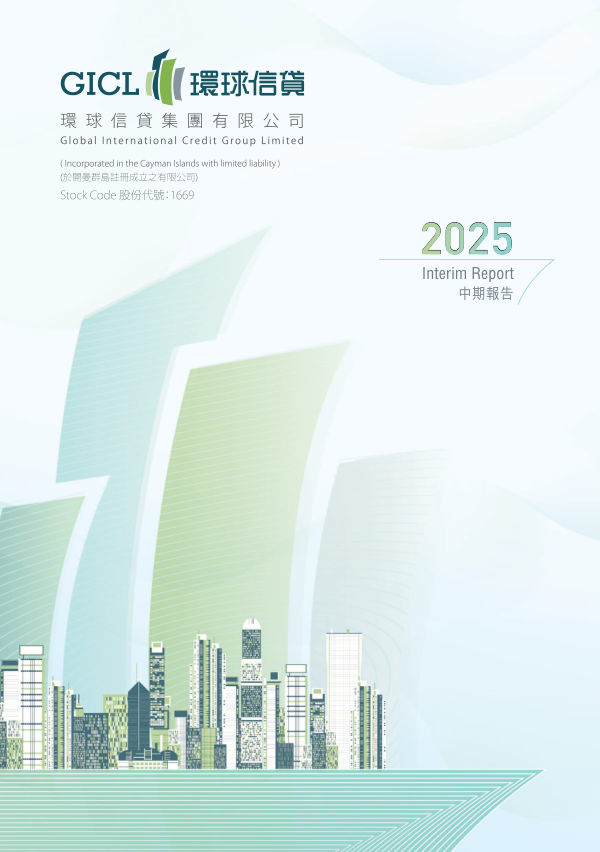 GICL 環球信貸
環球信貸集團有限公司
Global International Credit Group Limited
( Incorporated in the Cayman Islands with limited liability )
(於開曼群島註冊成立之有限公司)
Stock Code 股份代號：1669
2025
Interim Report
中期報告